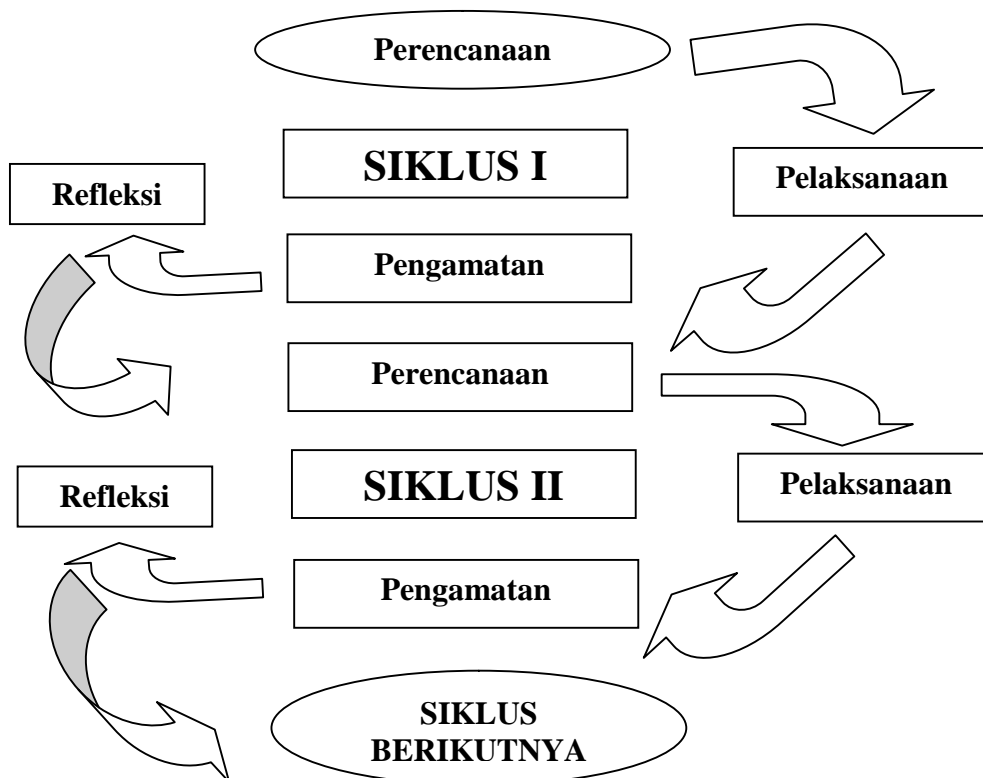 Perencanaan
SIKLUS I
Refleksi
Pelaksanaan
Pengamatan
Perencanaan
SIKLUS II
Refleksi
Pelaksanaan
Pengamatan
SIKLUS
BERIKUTNYA